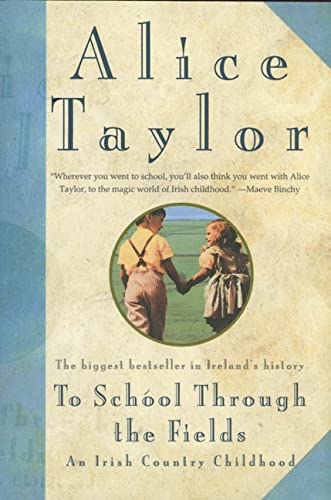 Alice
Taylor
"Wherever you went to school, you'll also think you went with Alice
Taylor, to the magic world of Irish childhood." —Maeve Binchy
The biggest bestseller in Ireland's history
To School Through
the Fields
An Irish Country Childhood